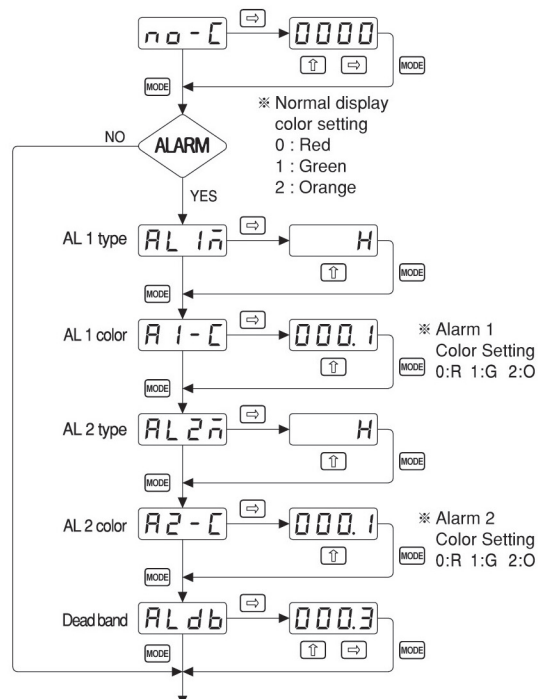 no-C
0000
MODE
MODE
※ Normal display
color setting
0 : Red
1 : Green
2 : Orange
NO
ALARM
YES
AL 1 type
AL 1n̄
H
MODE
MODE
AL 1 color
A1-C
000.1
※ Alarm 1
Color Setting
0:R 1:G 2:O
MODE
MODE
AL 2 type
AL2n̄
H
MODE
MODE
AL 2 color
A2-C
000.1
※ Alarm 2
Color Setting
0:R 1:G 2:O
MODE
MODE
Dead band
ALdb
000.3
MODE
MODE